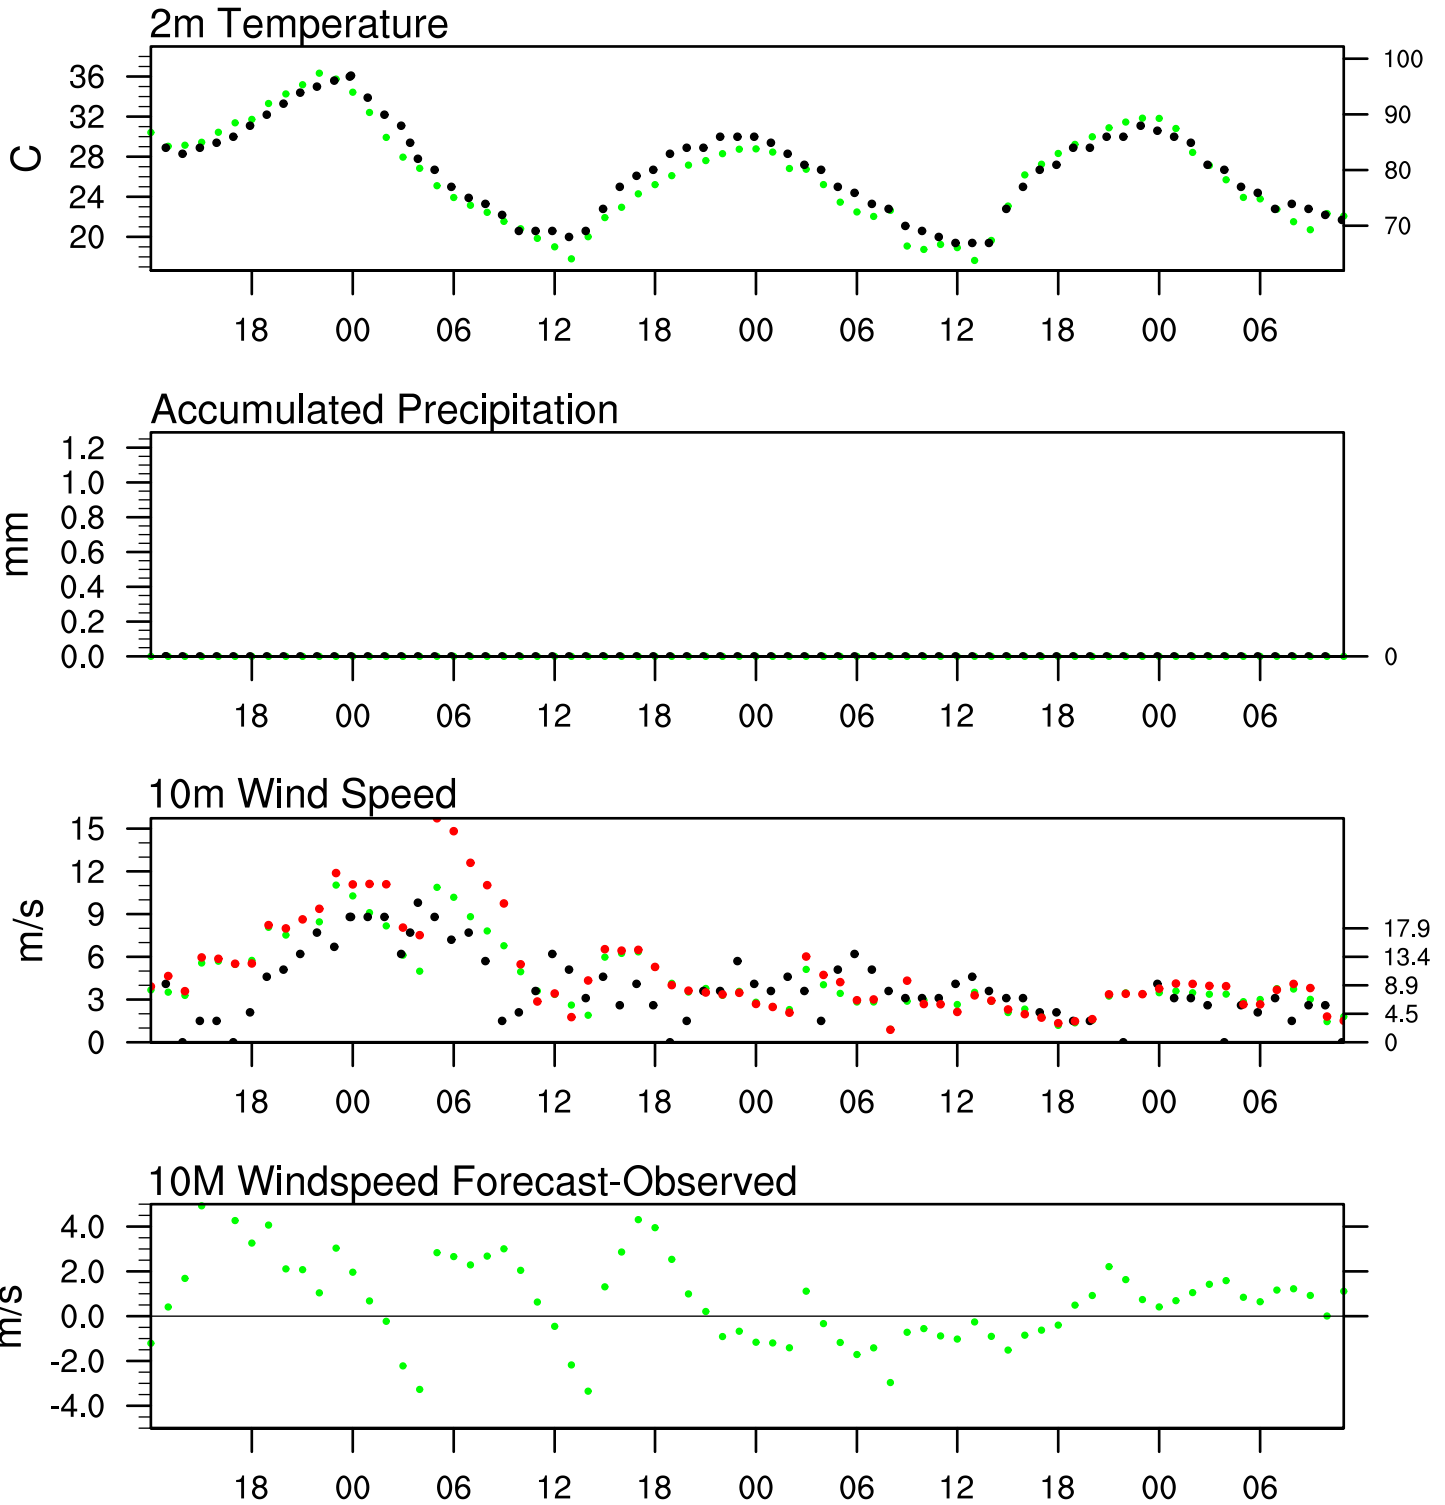 2m Temperature
C
36
32
28
24
20
100
90
80
70
18 00 06 12 18 00 06 12 18 00 06
Accumulated Precipitation
mm
1.2
1.0
0.8
0.6
0.4
0.2
0.0
0
18 00 06 12 18 00 06 12 18 00 06
10m Wind Speed
m/s
15
12
9
6
3
0
17.9
13.4
8.9
4.5
0
18 00 06 12 18 00 06 12 18 00 06
10M Windspeed Forecast-Observed
m/s
4.0
2.0
0.0
-2.0
-4.0
18 00 06 12 18 00 06 12 18 00 06